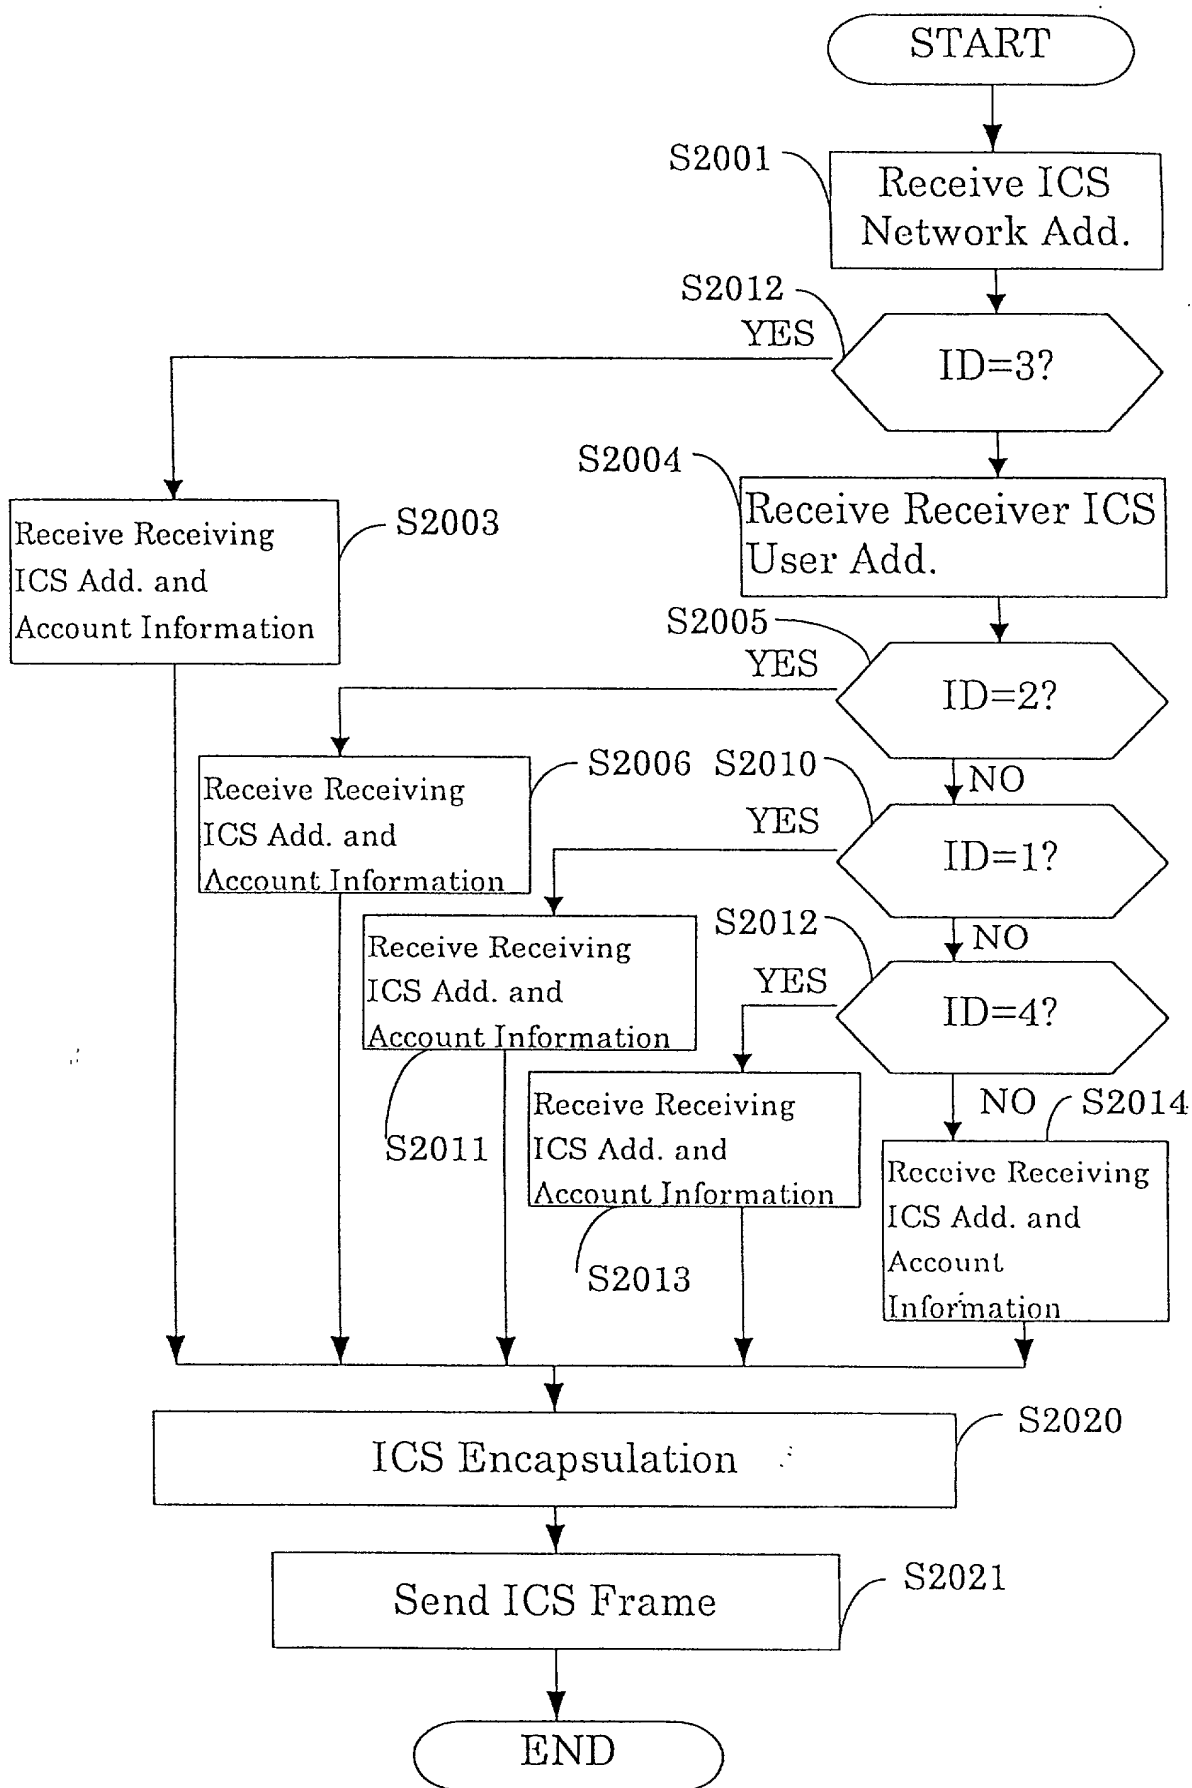 START
S2001
Receive ICS
Network Add.
S2012
YES
ID=3?
S2004
Receive Receiver ICS
User Add.
S2003
Receive Receiving
ICS Add. and
Account Information
S2005
YES
ID=2?
S2006
Receive Receiving
ICS Add. and
Account Information
NO
S2010
YES
ID=1?
Receive Receiving
ICS Add. and
Account Information
S2011
NO
S2012
YES
ID=4?
Receive Receiving
ICS Add. and
Account Information
S2013
NO
S2014
Receive Receiving
ICS Add. and
Account
Information
S2020
ICS Encapsulation
S2021
Send ICS Frame
END